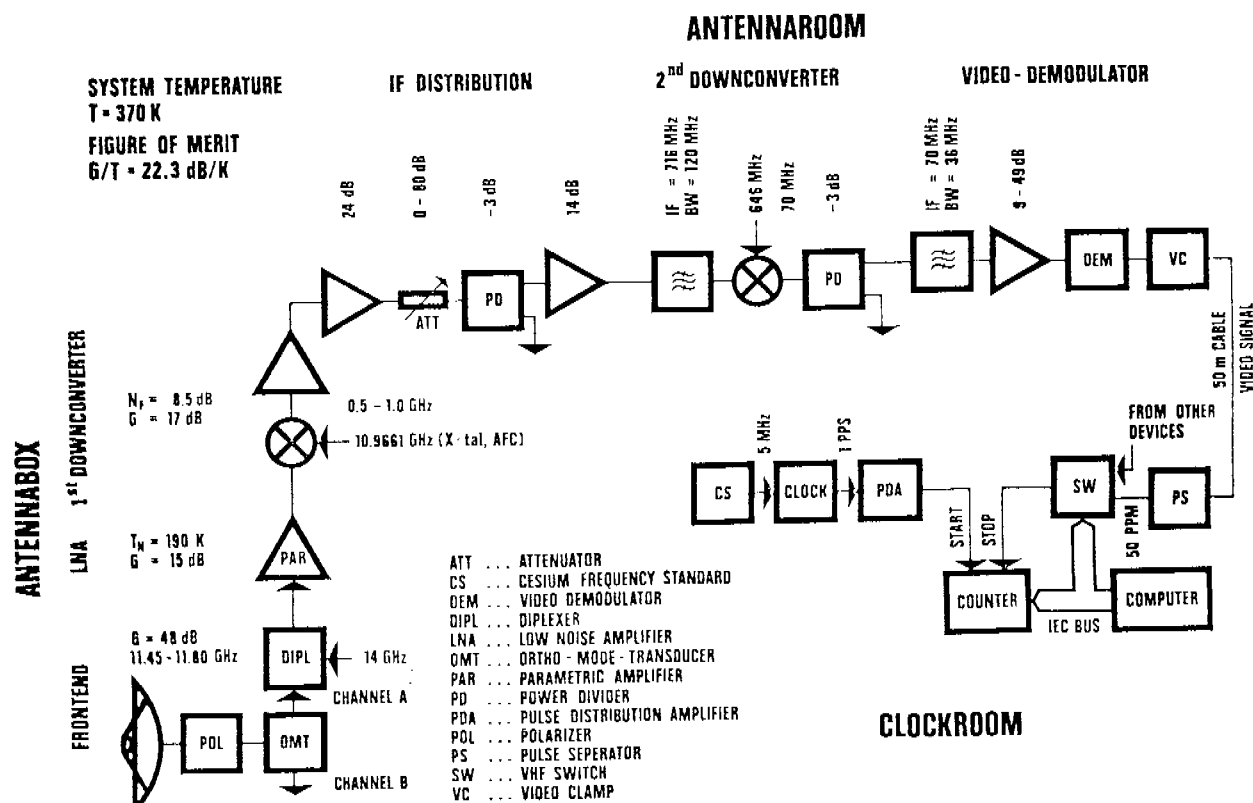 ANTENNAROOM
SYSTEM TEMPERATURE
T = 370 K
FIGURE OF MERIT
G/T = 22.3 dB/K
IF DISTRIBUTION
2nd DOWNCONVERTER
VIDEO - DEMODULATOR
24 dB
0 - 80 dB
-3 dB
14 dB
IF = 716 MHz
BW = 120 MHz
646 MHz
70 MHz
-3 dB
IF = 70 MHz
BW = 36 MHz
9 - 49 dB
ATT
PD
PD
DEM
VC
50 m CABLE
VIDEO SIGNAL
ANTENNABOX
1st DOWNCONVERTER
NF = 8.5 dB
G = 17 dB
0.5 - 1.0 GHz
10.9661 GHz (X-tal, AFC)
LNA
TN = 190 K
G = 15 dB
PAR
FRONTEND
G = 48 dB
11.45 - 11.80 GHz
DIPL
14 GHz
CHANNEL A
POL
OMT
CHANNEL B
CS
5 MHz
CLOCK
1 PPS
PDA
START
STOP
FROM OTHER
DEVICES
SW
50 PPM
PS
COUNTER
IEC BUS
COMPUTER
CLOCKROOM
ATT ... ATTENUATOR
CS ... CESIUM FREQUENCY STANDARD
DEM ... VIDEO DEMODULATOR
DIPL ... DIPLEXER
LNA ... LOW NOISE AMPLIFIER
OMT ... ORTHO - MODE - TRANSDUCER
PAR ... PARAMETRIC AMPLIFIER
PD ... POWER DIVIDER
PDA ... PULSE DISTRIBUTION AMPLIFIER
POL ... POLARIZER
PS ... PULSE SEPERATOR
SW ... VHF SWITCH
VC ... VIDEO CLAMP